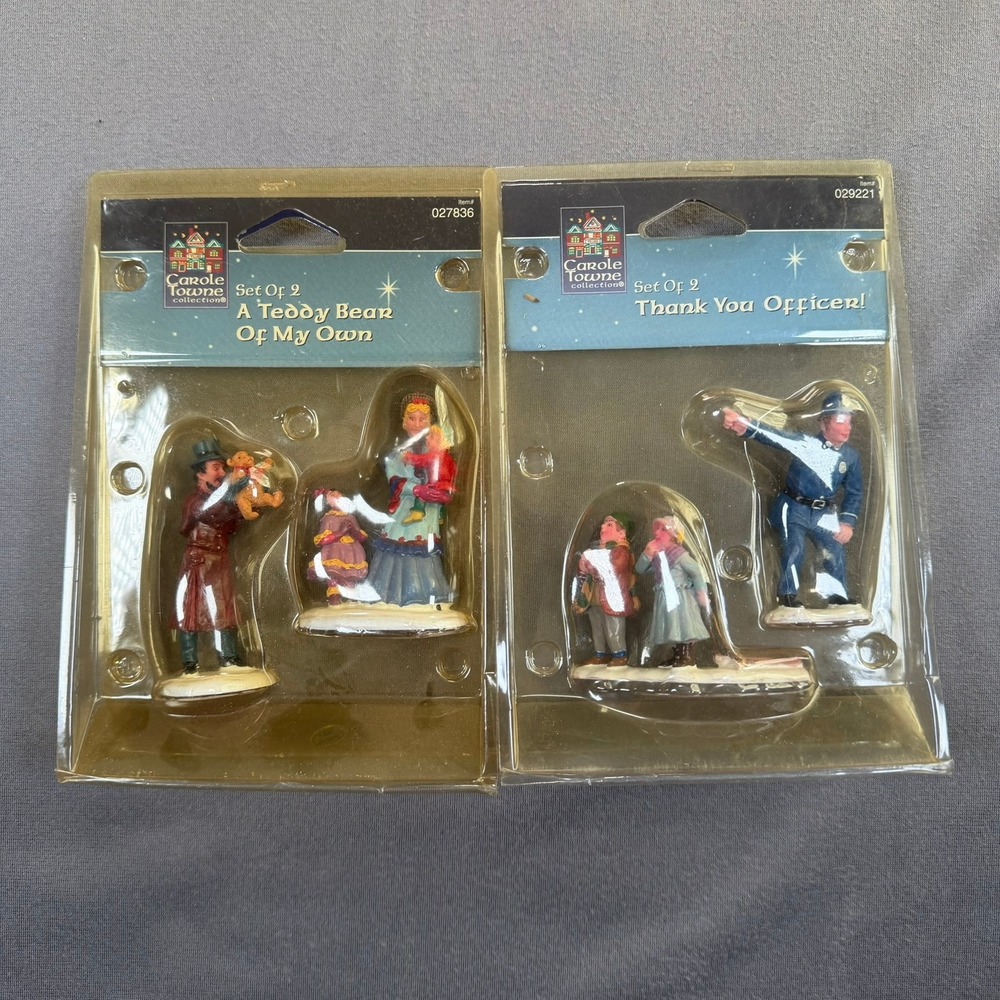 Item#
027836
Carole
Towne
collection®
Set Of 2
A Teddy Bear
Of My Own
Item#
029221
Carole
Towne
collection®
Set Of 2
Thank You Officer!